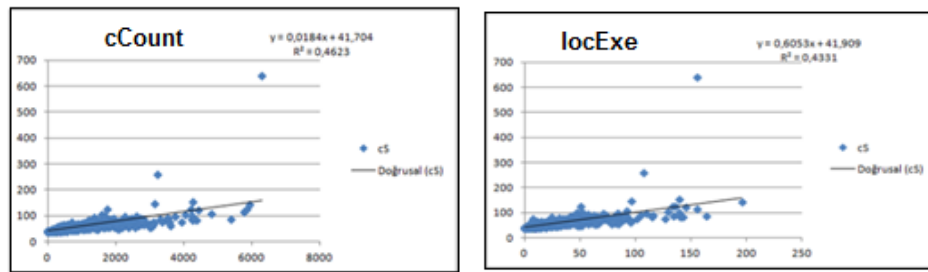 cCount
y = 0,0184x + 41,704
R² = 0,4623
700
600
500
400
300
200
100
0
0 2000 4000 6000 8000
cS
Doğrusal (cS)
locExe
y = 0,6053x + 41,909
R² = 0,4331
700
600
500
400
300
200
100
0
0 50 100 150 200 250
cS
Doğrusal (cS)